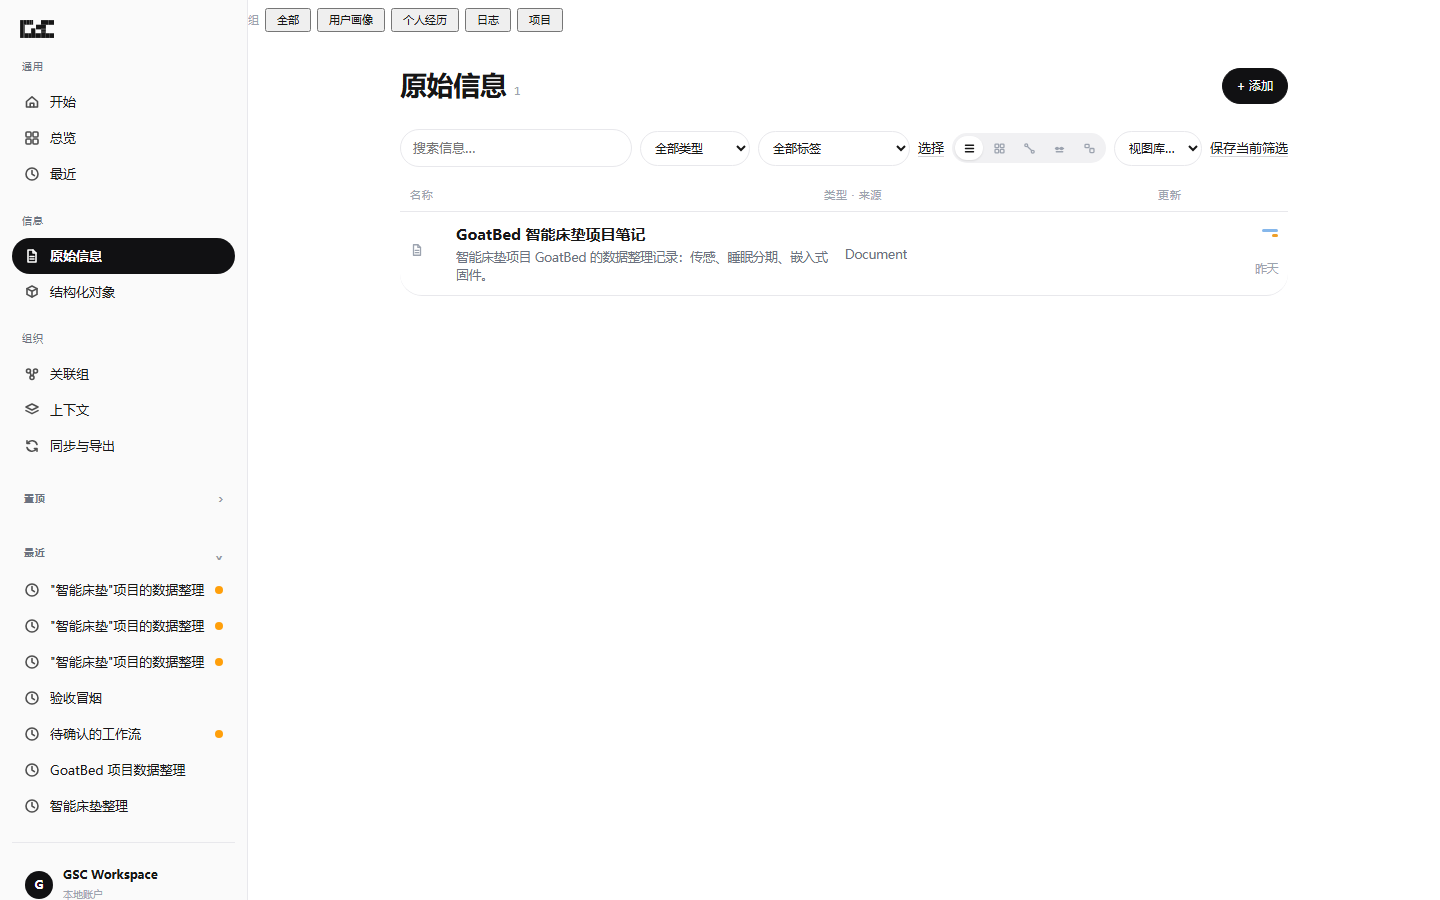 GSC
通用
开始
总览
最近
信息
原始信息
结构化对象
组织
关联组
上下文
同步与导出
置顶
最近
"智能床垫"项目的数据整理
"智能床垫"项目的数据整理
"智能床垫"项目的数据整理
验收冒烟
待确认的工作流
GoatBed 项目数据整理
智能床垫整理
G
GSC Workspace
本地账户
组 全部 用户画像 个人经历 日志 项目
原始信息 1
+ 添加
搜索信息... 全部类型 全部标签 选择 视图库... 保存当前筛选
名称 类型 · 来源 更新
GoatBed 智能床垫项目笔记
智能床垫项目 GoatBed 的数据整理记录：传感、睡眠分期、嵌入式
固件。
Document
昨天